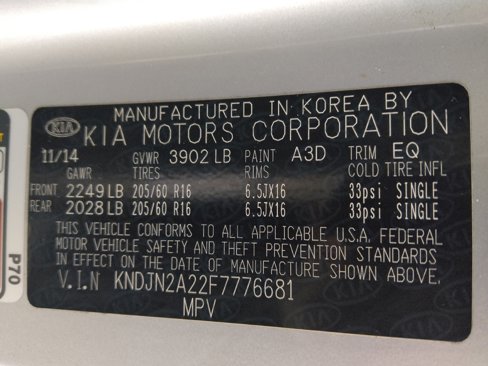 MANUFACTURED IN KOREA BY
KIA KIA MOTORS CORPORATION
11/14 GVWR 3902 LB PAINT A3D TRIM EQ
GAWR TIRES RIMS COLD TIRE INFL
FRONT 2249 LB 205/60 R16 6.5JX16 33psi SINGLE
REAR 2028 LB 205/60 R16 6.5JX16 33psi SINGLE
THIS VEHICLE CONFORMS TO ALL APPLICABLE U.S.A. FEDERAL
MOTOR VEHICLE SAFETY AND THEFT PREVENTION STANDARDS
IN EFFECT ON THE DATE OF MANUFACTURE SHOWN ABOVE.
V.I.N KNDJN2A22F7776681
MPV
P70